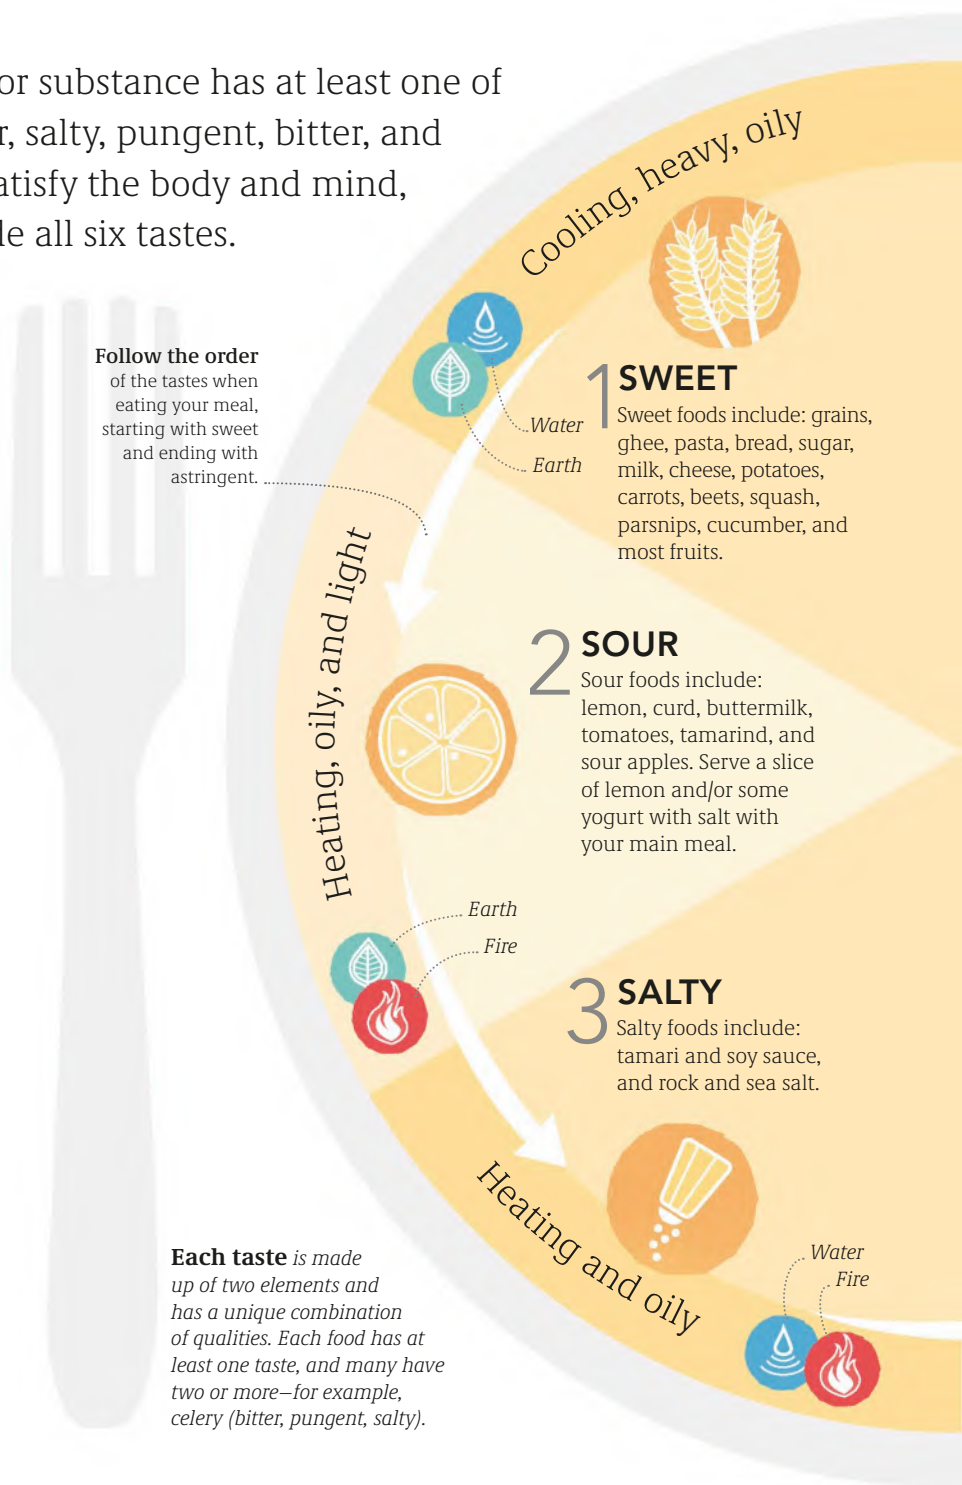 or substance has at least one of
r, salty, pungent, bitter, and
atisfy the body and mind,
le all six tastes.
Cooling, heavy, oily
Follow the order
of the tastes when
eating your meal,
starting with sweet
and ending with
astringent.
Water
Earth
1 SWEET
Sweet foods include: grains,
ghee, pasta, bread, sugar,
milk, cheese, potatoes,
carrots, beets, squash,
parsnips, cucumber, and
most fruits.
Heating, oily, and light
2 SOUR
Sour foods include:
lemon, curd, buttermilk,
tomatoes, tamarind, and
sour apples. Serve a slice
of lemon and/or some
yogurt with salt with
your main meal.
Earth
Fire
3 SALTY
Salty foods include:
tamari and soy sauce,
and rock and sea salt.
Heating and oily
Water
Fire
Each taste is made
up of two elements and
has a unique combination
of qualities. Each food has at
least one taste, and many have
two or more–for example,
celery (bitter, pungent, salty).